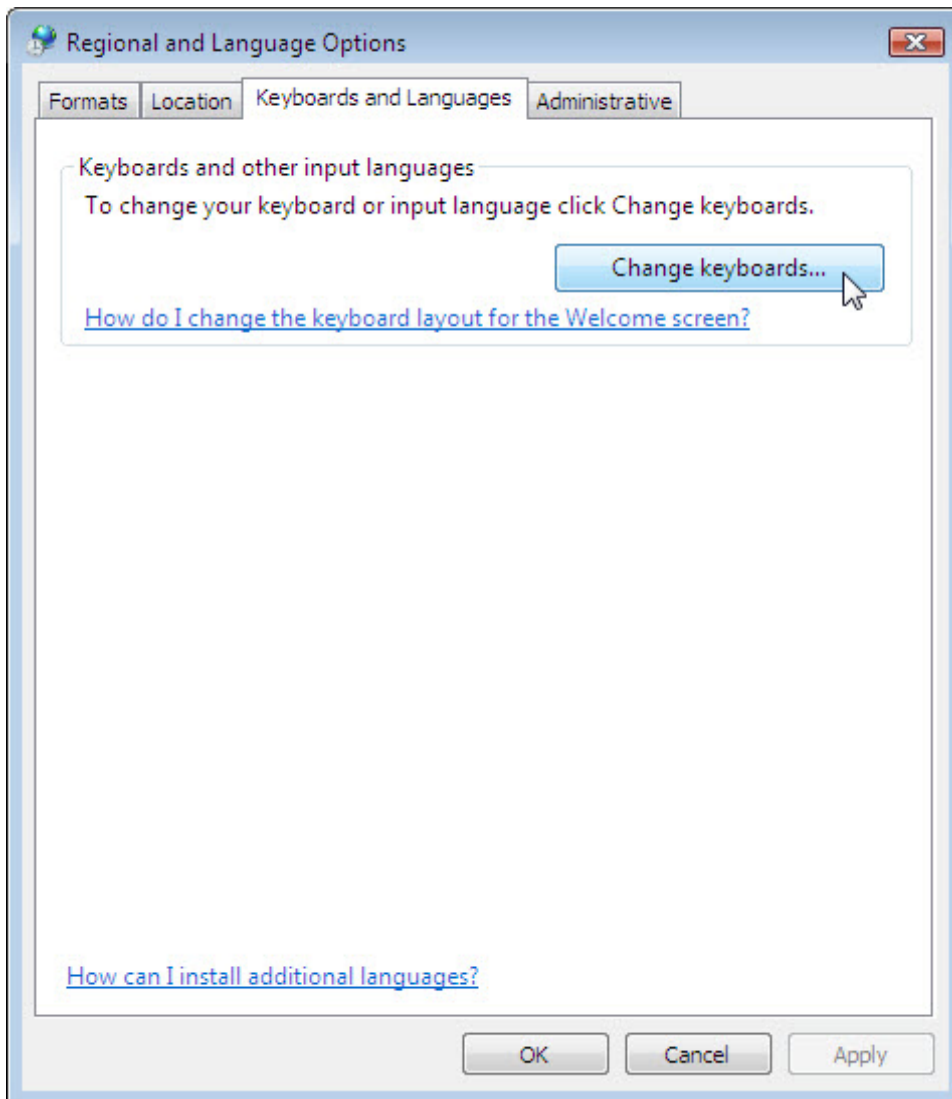 Regional and Language Options
Formats Location Keyboards and Languages Administrative
Keyboards and other input languages
To change your keyboard or input language click Change keyboards.
Change keyboards...
How do I change the keyboard layout for the Welcome screen?
How can I install additional languages?
OK Cancel Apply